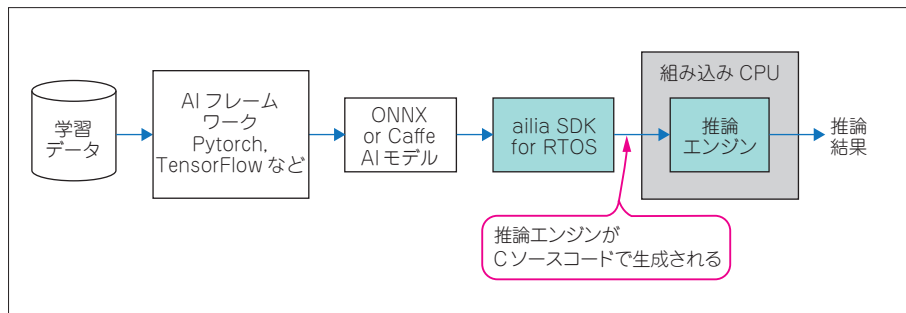 学習
データ
AI フレーム
ワーク
Pytorch,
TensorFlow など
ONNX
or Caffe
AI モデル
ailia SDK
for RTOS
組み込み CPU
推論
エンジン
推論
結果
推論エンジンが
C ソースコードで生成される